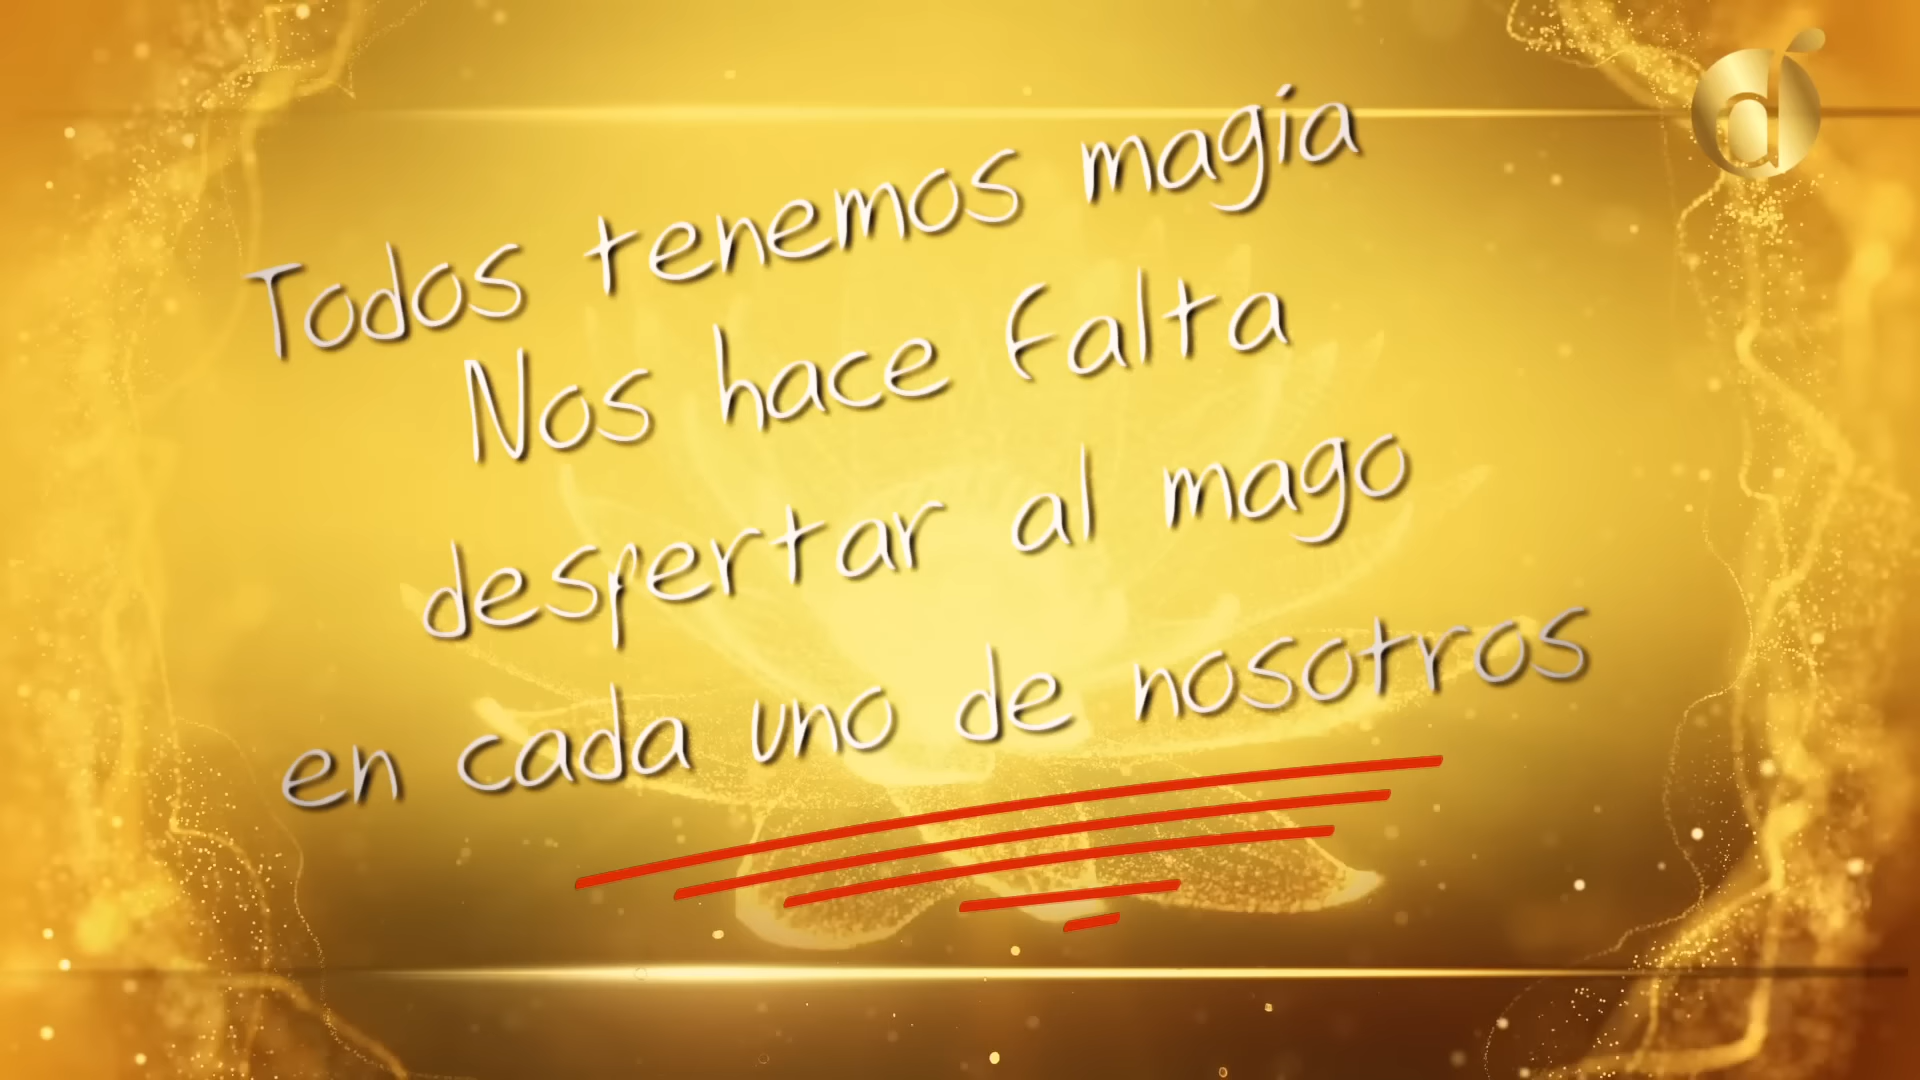 Todos tenemos magia
Nos hace falta
despertar al mago
en cada uno de nosotros
d